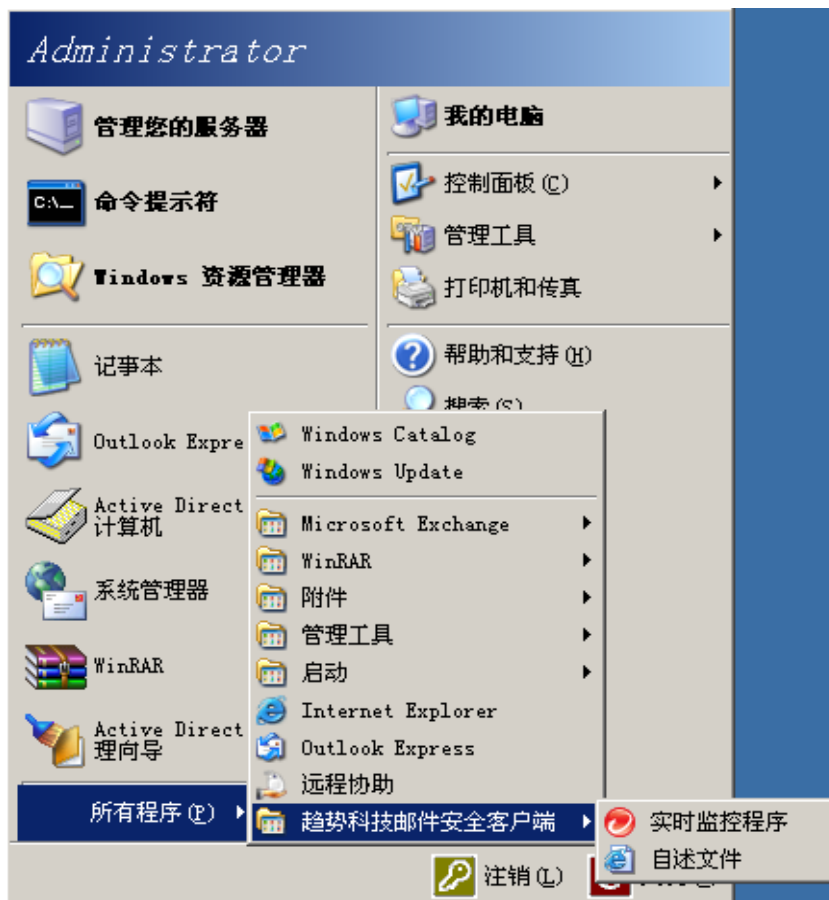 Administrator
管理您的服务器
命令提示符
Windows 资源管理器
记事本
Outlook Expre
Active Direct
计算机
系统管理器
WinRAR
Active Direct
理向导
所有程序(P)
我的电脑
控制面板(C)
管理工具
打印机和传真
帮助和支持(H)
搜索(S)
Windows Catalog
Windows Update
Microsoft Exchange
WinRAR
附件
管理工具
启动
Internet Explorer
Outlook Express
远程协助
趋势科技邮件安全客户端
实时监控程序
自述文件
注销(L)
C:\_